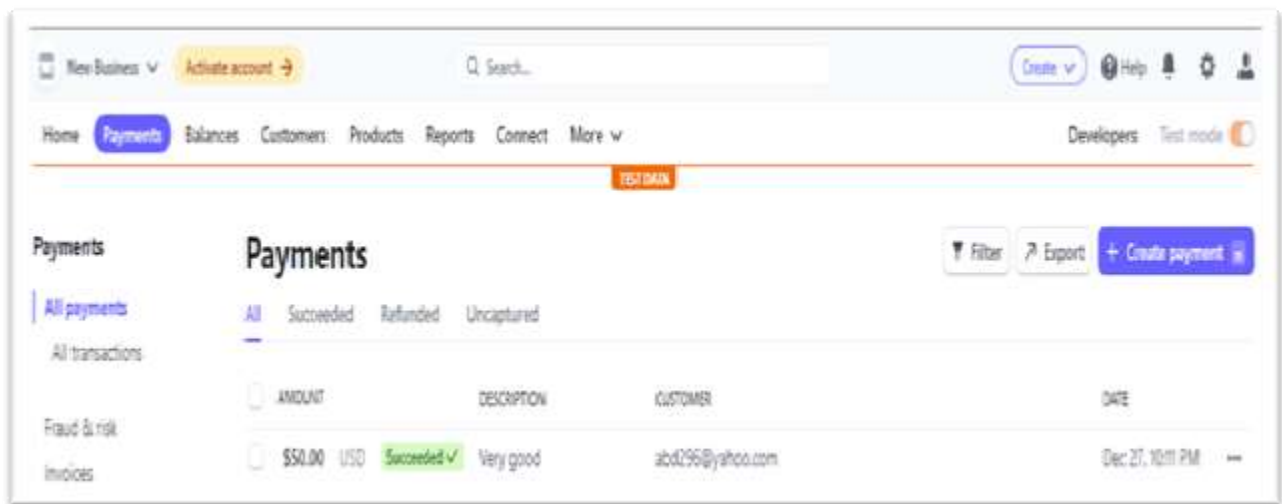 New Business Activate account → Search... Create Help
Home Payments Balances Customers Products Reports Connect More Developers Test mode
TEST DATA
Payments
Payments Filter Export + Create payment
All payments
All Succeeded Refunded Uncaptured
All transactions
AMOUNT DESCRIPTION CUSTOMER DATE
Fraud & risk
$50.00 USD Succeeded ✓ Very good abd296@yahoo.com Dec 27, 10:11 PM ...
Invoices